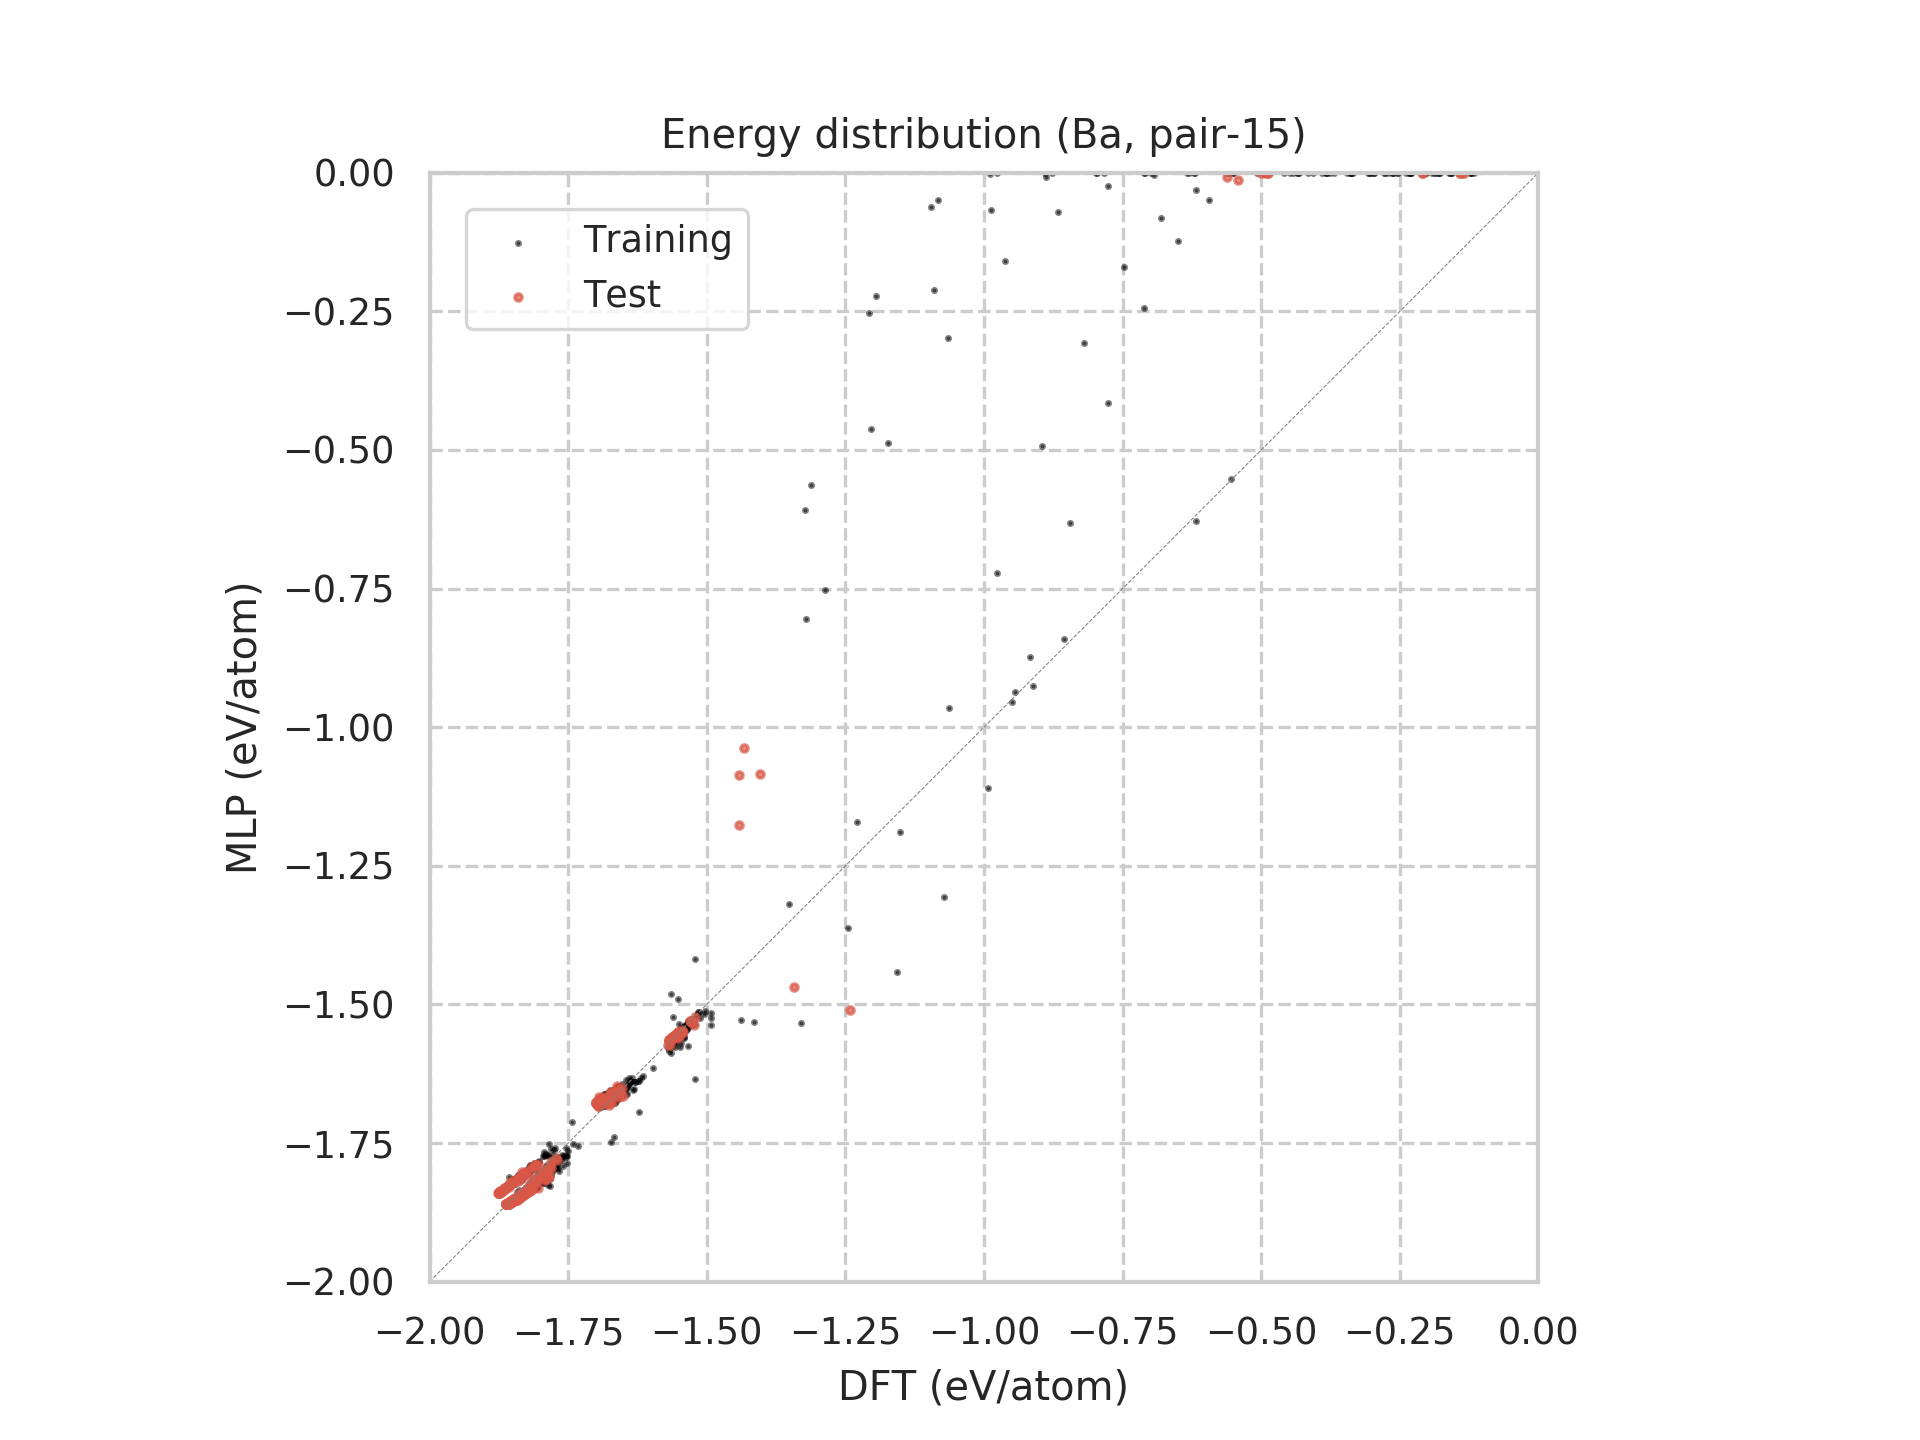 Energy distribution (Ba, pair-15)
0.00
−0.25
−0.50
−0.75
−1.00
−1.25
−1.50
−1.75
−2.00
MLP (eV/atom)
Training
Test
−2.00 −1.75 −1.50 −1.25 −1.00 −0.75 −0.50 −0.25 0.00
DFT (eV/atom)